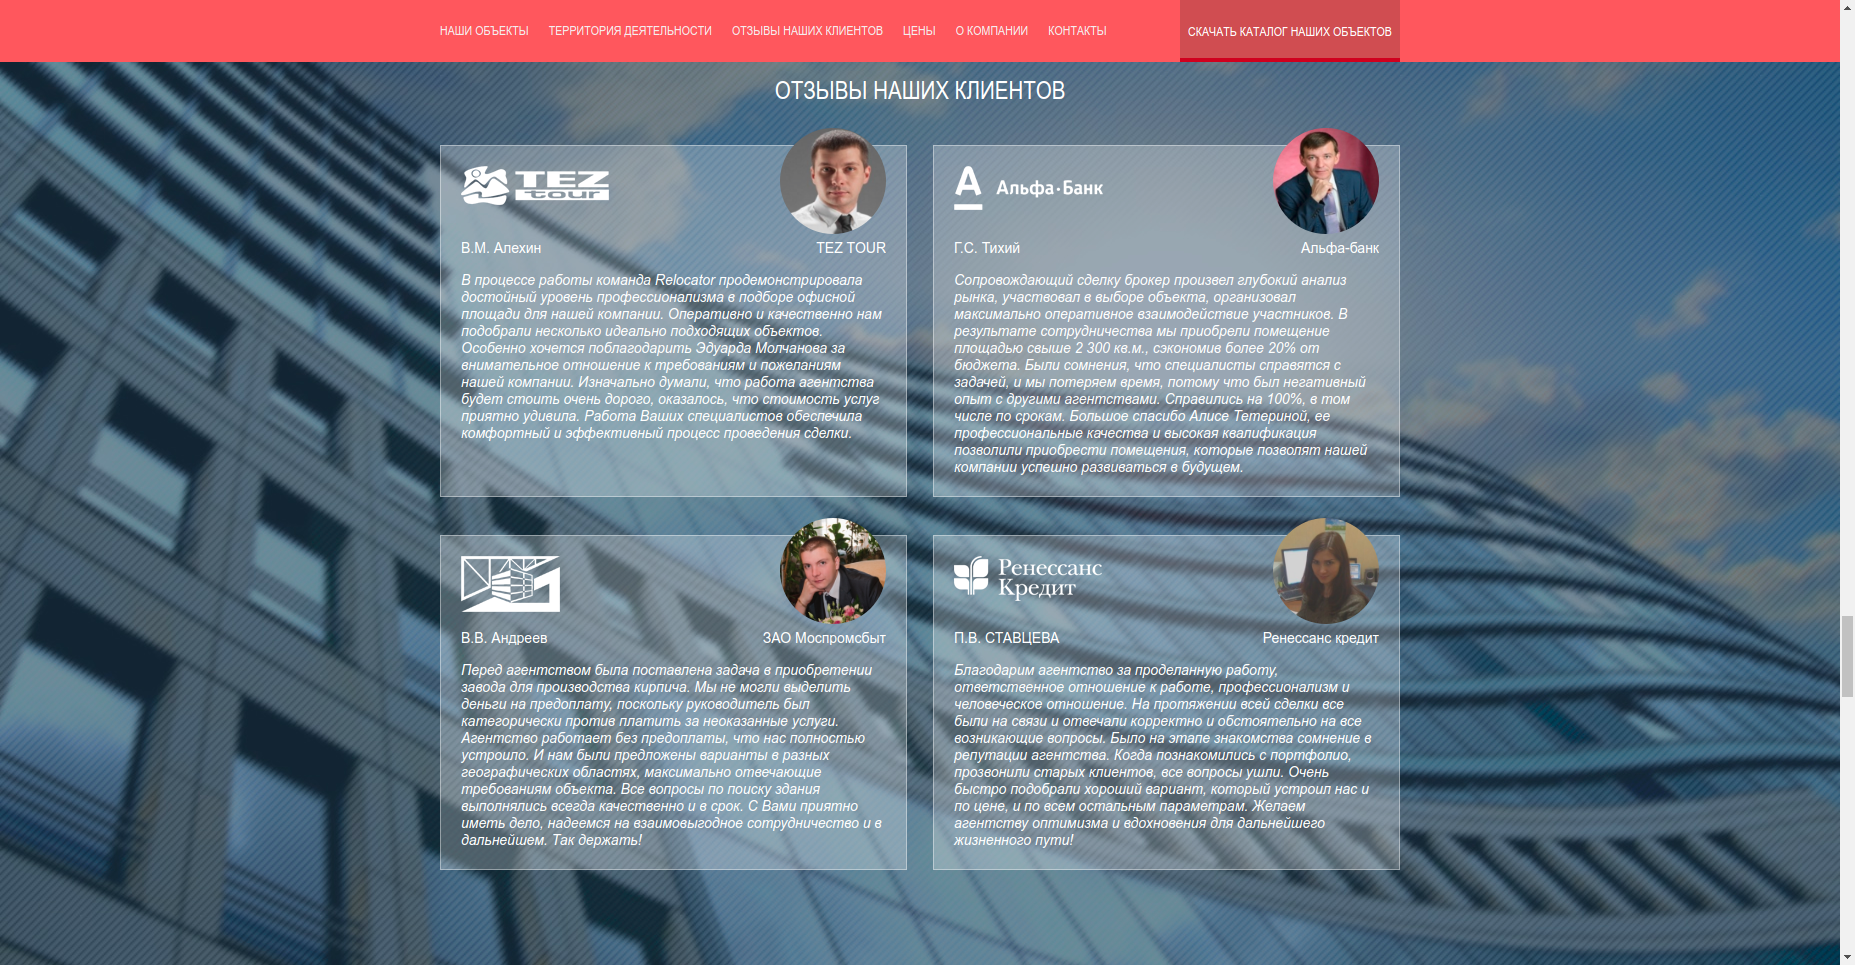 НАШИ ОБЪЕКТЫ
ТЕРРИТОРИЯ ДЕЯТЕЛЬНОСТИ
ОТЗЫВЫ НАШИХ КЛИЕНТОВ
ЦЕНЫ
О КОМПАНИИ
КОНТАКТЫ
СКАЧАТЬ КАТАЛОГ НАШИХ ОБЪЕКТОВ
ОТЗЫВЫ НАШИХ КЛИЕНТОВ
TEZ
tour
В.М. Алехин
TEZ TOUR
В процессе работы команда Relocator продемонстрировала
достойный уровень профессионализма в подборе офисной
площади для нашей компании. Оперативно и качественно нам
подобрали несколько идеально подходящих объектов.
Особенно хочется поблагодарить Эдуарда Молчанова за
внимательное отношение к требованиям и пожеланиям
нашей компании. Изначально думали, что работа агентства
будет стоить очень дорого, оказалось, что стоимость услуг
приятно удивила. Работа Ваших специалистов обеспечила
комфортный и эффективный процесс проведения сделки.
А Альфа·Банк
Г.С. Тихий
Альфа-банк
Сопровождающий сделку брокер произвел глубокий анализ
рынка, участвовал в выборе объекта, организовал
максимально оперативное взаимодействие участников. В
результате сотрудничества мы приобрели помещение
площадью свыше 2 300 кв.м., сэкономив более 20% от
бюджета. Были сомнения, что специалисты справятся с
задачей, и мы потеряем время, потому что был негативный
опыт с другими агентствами. Справились на 100%, в том
числе по срокам. Большое спасибо Алисе Тетериной, ее
профессиональные качества и высокая квалификация
позволили приобрести помещения, которые позволят нашей
компании успешно развиваться в будущем.
В.В. Андреев
ЗАО Моспромсбыт
Перед агентством была поставлена задача в приобретении
завода для производства кирпича. Мы не могли выделить
деньги на предоплату, поскольку руководитель был
категорически против платить за неоказанные услуги.
Агентство работает без предоплаты, что нас полностью
устроило. И нам были предложены варианты в разных
географических областях, максимально отвечающие
требованиям объекта. Все вопросы по поиску здания
выполнялись всегда качественно и в срок. С Вами приятно
иметь дело, надеемся на взаимовыгодное сотрудничество и в
дальнейшем. Так держать!
Ренессанс
Кредит
П.В. СТАВЦЕВА
Ренессанс кредит
Благодарим агентство за проделанную работу,
ответственное отношение к работе, профессионализм и
человеческое отношение. На протяжении всей сделки все
были на связи и отвечали корректно и обстоятельно на все
возникающие вопросы. Было на этапе знакомства сомнение в
репутации агентства. Когда познакомились с портфолио,
прозвонили старых клиентов, все вопросы ушли. Очень
быстро подобрали хороший вариант, который устроил нас и
по цене, и по всем остальным параметрам. Желаем
агентству оптимизма и вдохновения для дальнейшего
жизненного пути!